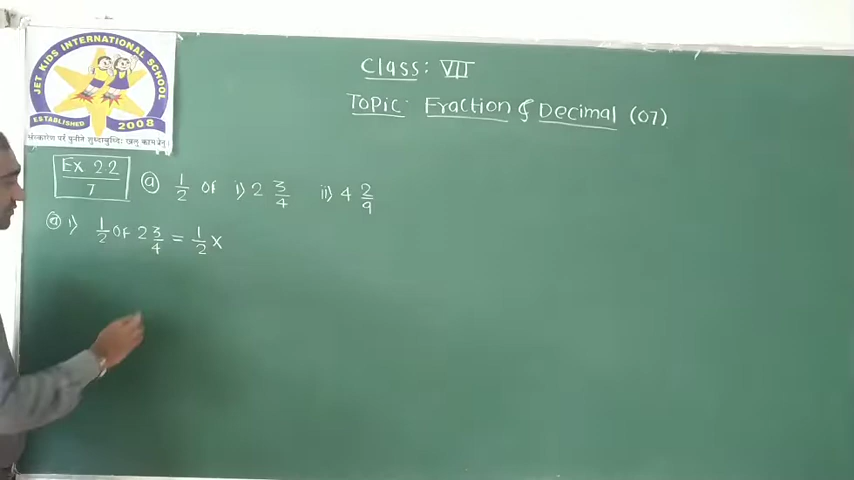 JET KIDS INTERNATIONAL SCHOOL
ESTABLISHED
2008
Class: VII
Topic: Fraction & Decimal (07)
Ex 2.2
7
ⓐ 1/2 of i) 2 3/4 ii) 4 2/9
ⓐ i) 1/2 of 2 3/4 = 1/2 ×